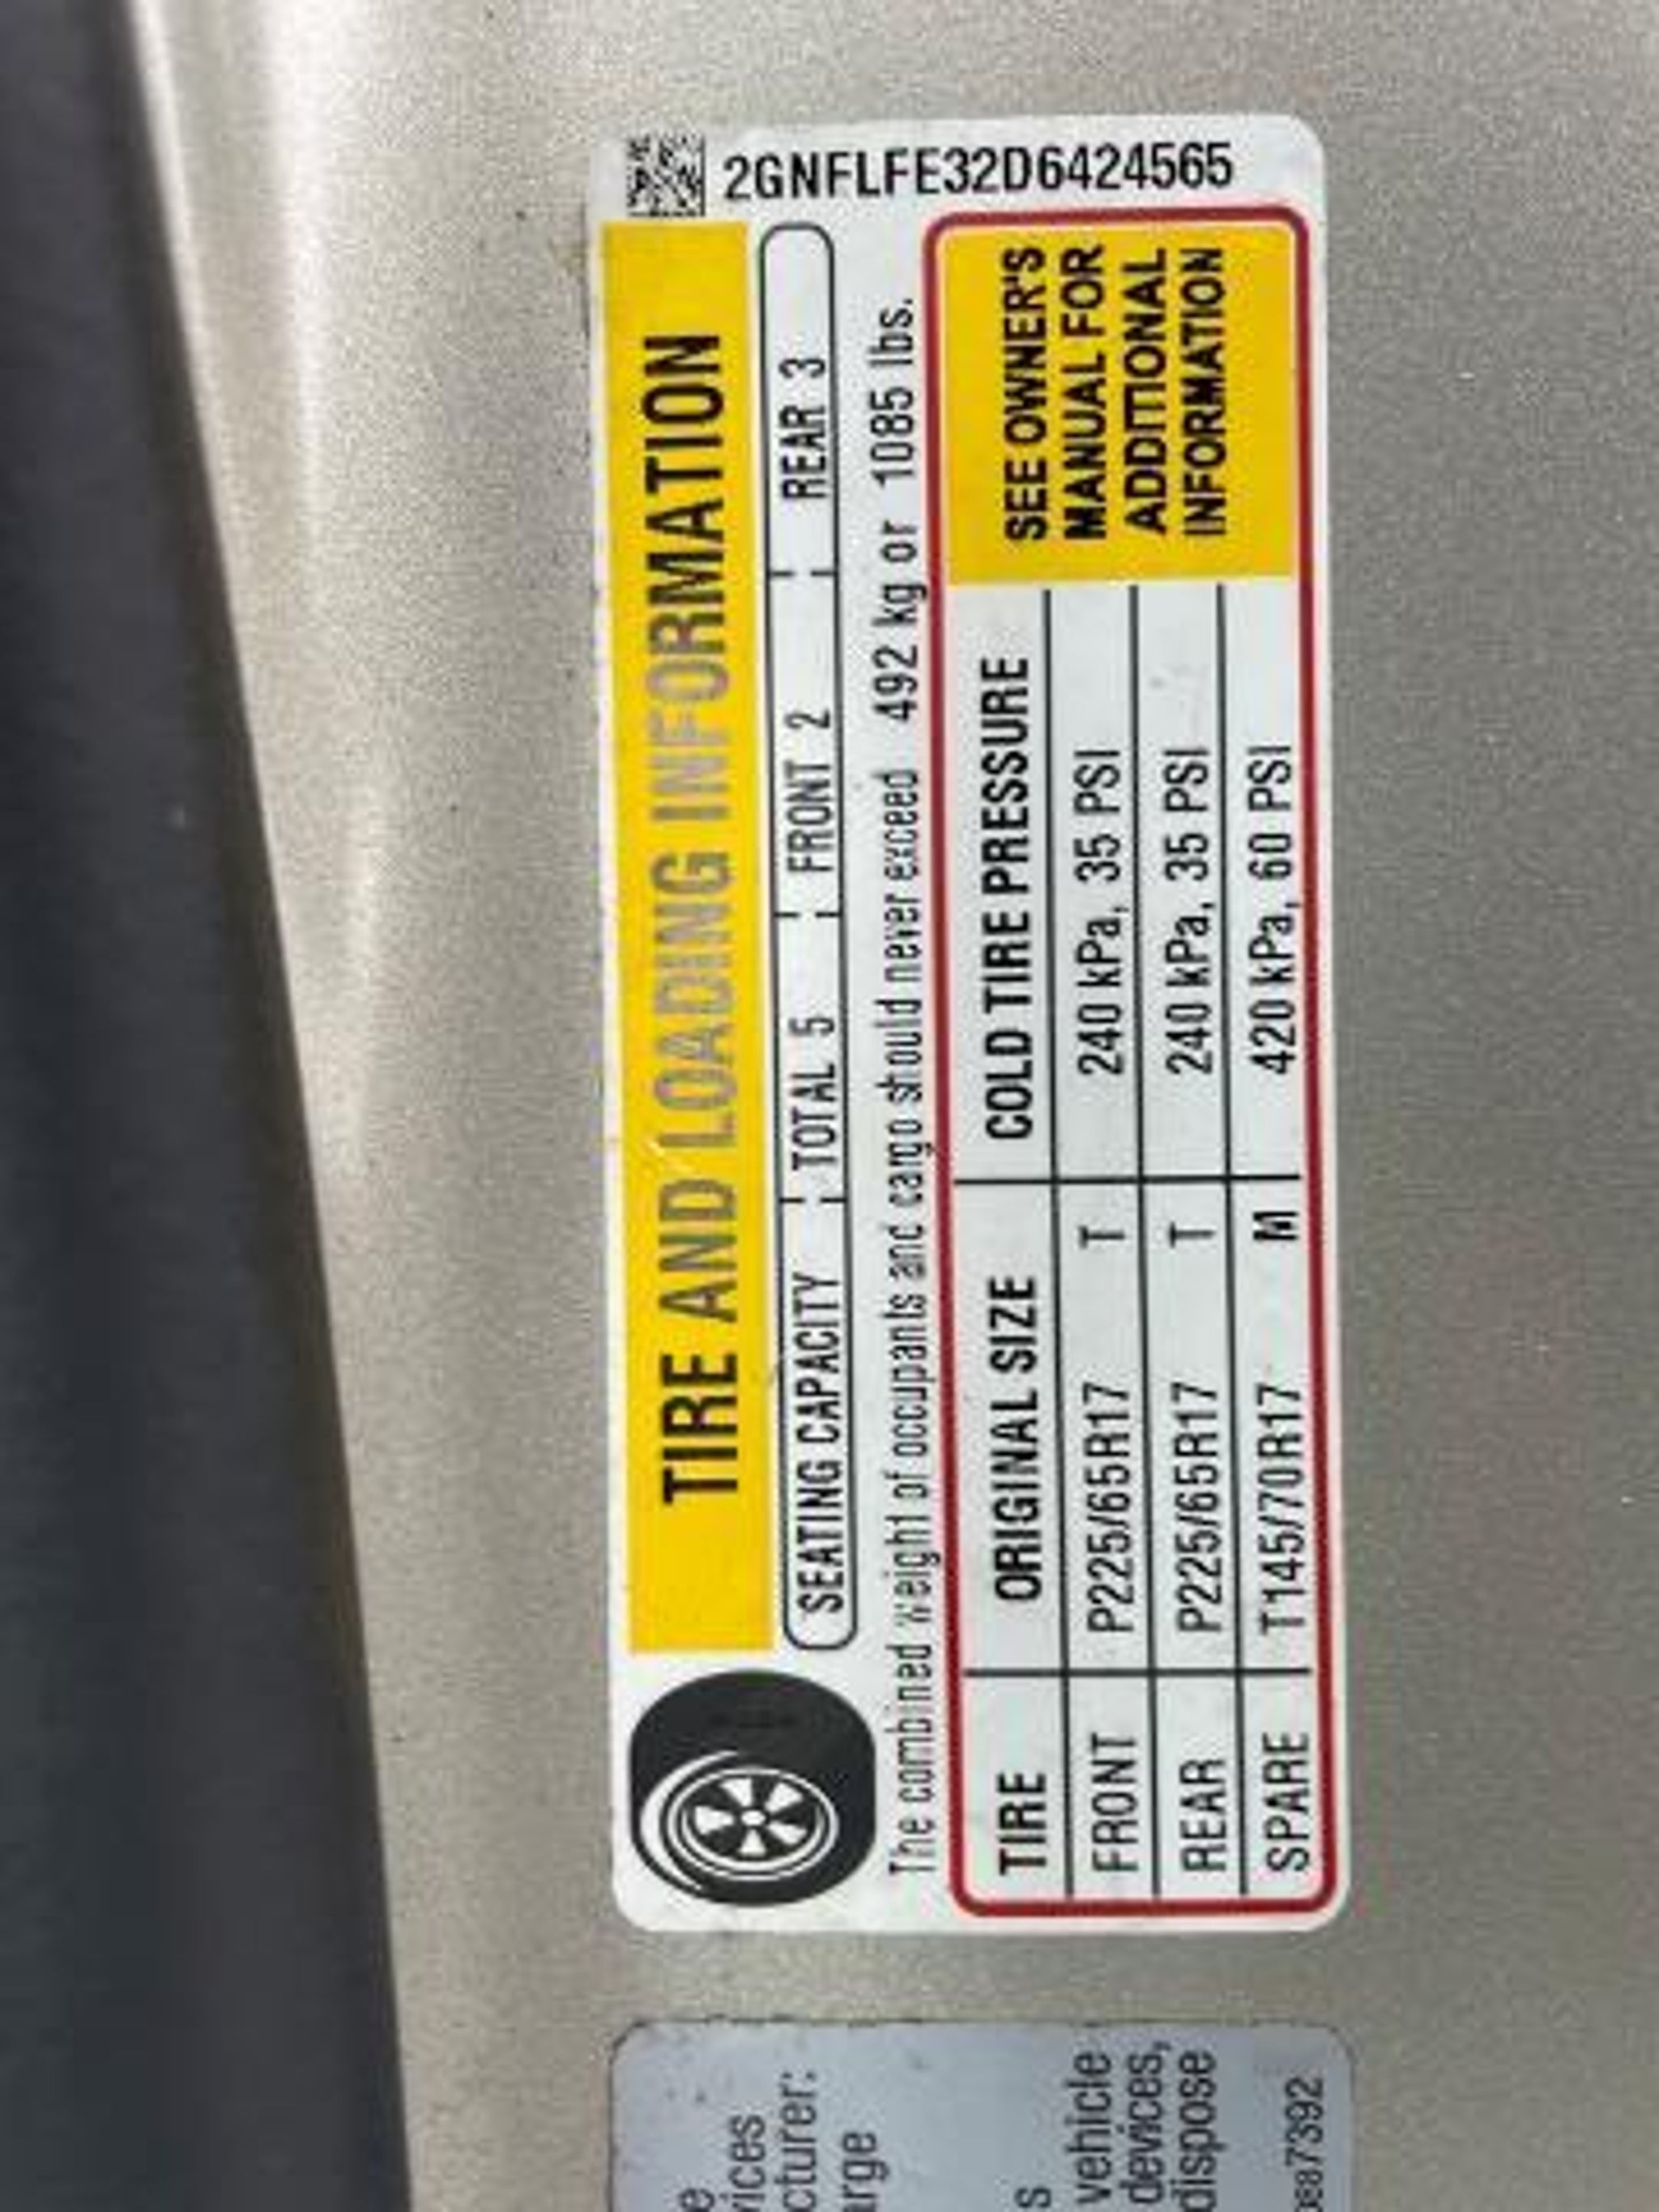 2GNFLFE32D6424565
TIRE AND LOADING INFORMATION
SEATING CAPACITY TOTAL 5 FRONT 2 REAR 3
The combined weight of occupants and cargo should never exceed 492 kg or 1085 lbs.
TIRE ORIGINAL SIZE COLD TIRE PRESSURE
FRONT P225/65R17 T 240 kPa, 35 PSI
REAR P225/65R17 T 240 kPa, 35 PSI
SPARE T145/70R17 M 420 kPa, 60 PSI
SEE OWNER'S
MANUAL FOR
ADDITIONAL
INFORMATION
vehicle
devices,
dispose